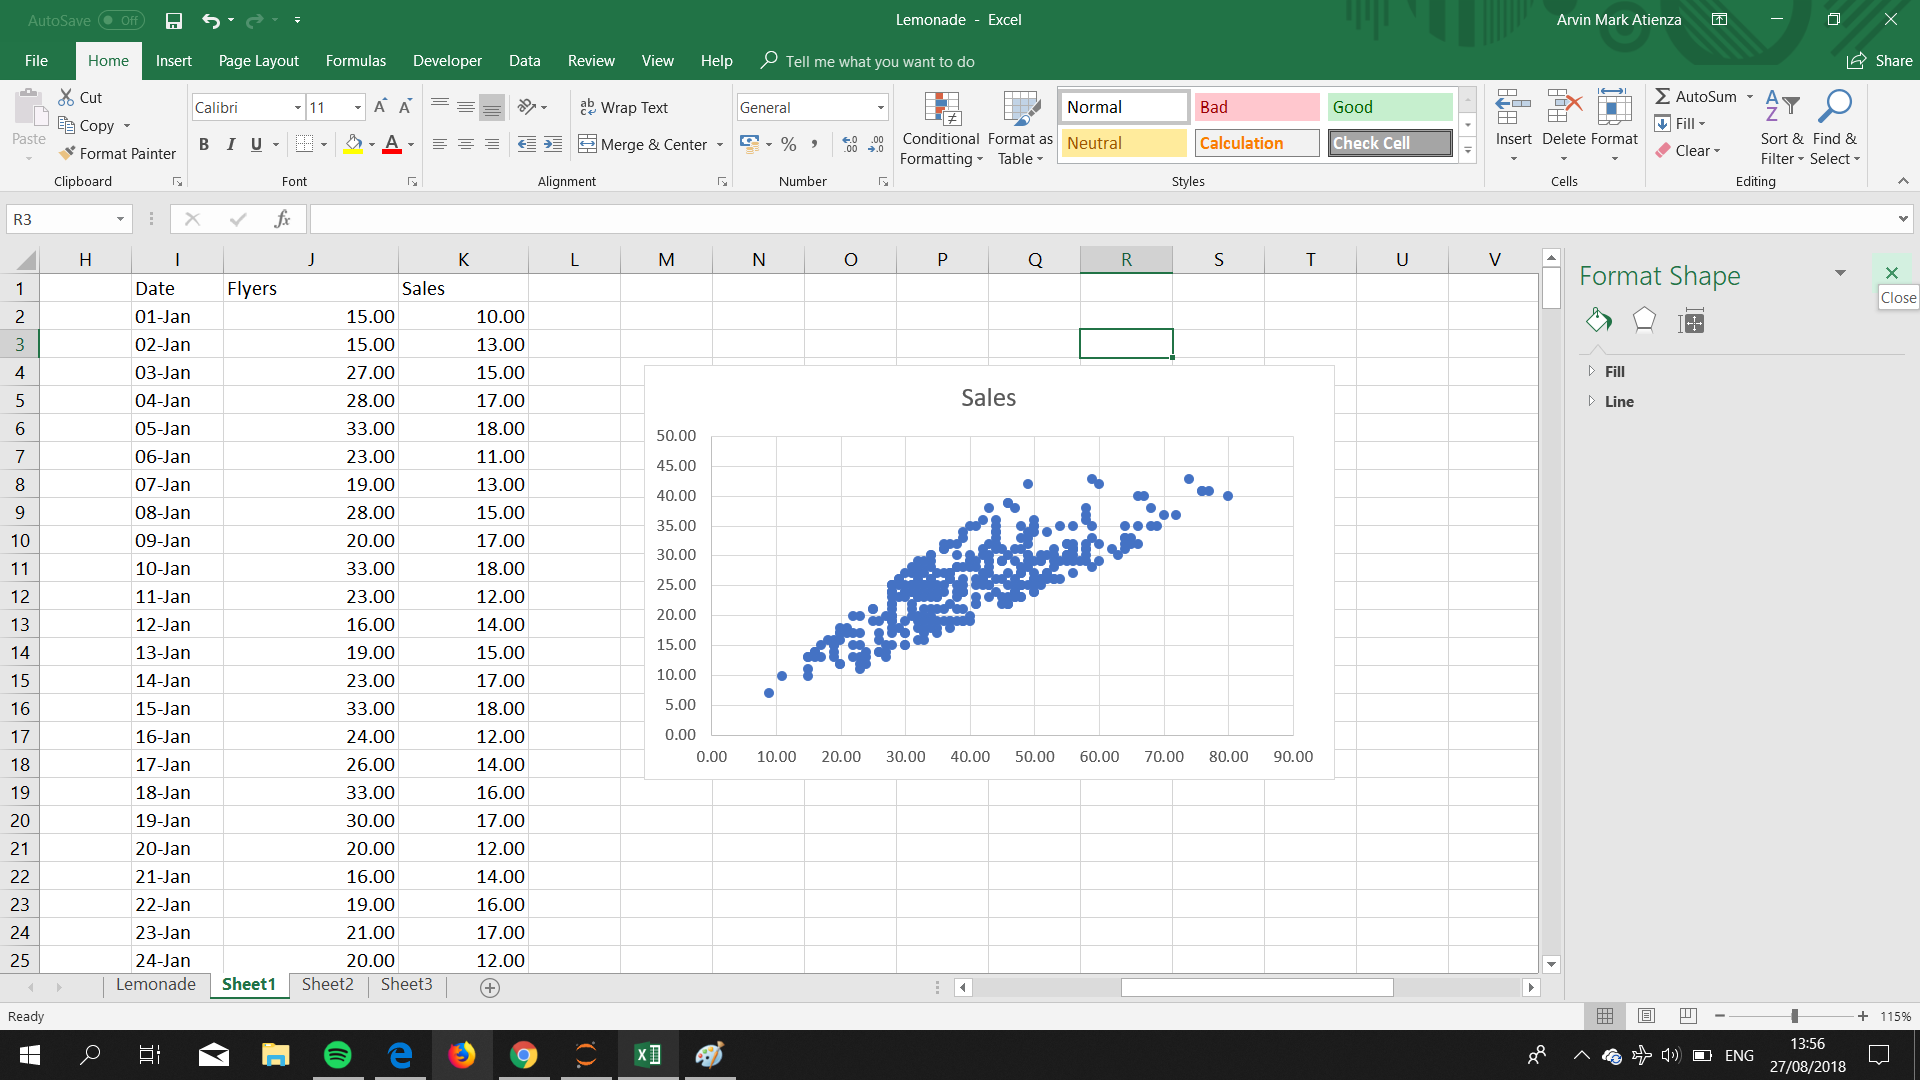 AutoSave Off
Lemonade - Excel
Arvin Mark Atienza
File Home Insert Page Layout Formulas Developer Data Review View Help Tell me what you want to do Share
Paste
Cut
Copy
Format Painter
Clipboard
Calibri 11
B I U
Font
Wrap Text
Merge & Center
Alignment
General
Number
Conditional Formatting
Format as Table
Normal Bad Good
Neutral Calculation Check Cell
Styles
Insert Delete Format
Cells
AutoSum
Fill
Clear
Sort & Filter
Find & Select
Editing
R3
fx
H I J K L M N O P Q R S T U V
1 Date Flyers Sales
2 01-Jan 15.00 10.00
3 02-Jan 15.00 13.00
4 03-Jan 27.00 15.00
5 04-Jan 28.00 17.00
6 05-Jan 33.00 18.00
7 06-Jan 23.00 11.00
8 07-Jan 19.00 13.00
9 08-Jan 28.00 15.00
10 09-Jan 20.00 17.00
11 10-Jan 33.00 18.00
12 11-Jan 23.00 12.00
13 12-Jan 16.00 14.00
14 13-Jan 19.00 15.00
15 14-Jan 23.00 17.00
16 15-Jan 33.00 18.00
17 16-Jan 24.00 12.00
18 17-Jan 26.00 14.00
19 18-Jan 33.00 16.00
20 19-Jan 30.00 17.00
21 20-Jan 20.00 12.00
22 21-Jan 16.00 14.00
23 22-Jan 19.00 16.00
24 23-Jan 21.00 17.00
25 24-Jan 20.00 12.00
Sales
50.00
45.00
40.00
35.00
30.00
25.00
20.00
15.00
10.00
5.00
0.00
0.00 10.00 20.00 30.00 40.00 50.00 60.00 70.00 80.00 90.00
Format Shape
Close
Fill
Line
Lemonade Sheet1 Sheet2 Sheet3
Ready
115%
ENG
13:56
27/08/2018